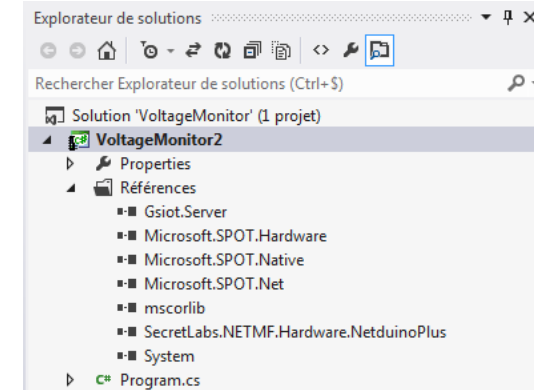 Explorateur de solutions
Rechercher Explorateur de solutions (Ctrl+$)
Solution 'VoltageMonitor' (1 projet)
VoltageMonitor2
Properties
Références
Gsiot.Server
Microsoft.SPOT.Hardware
Microsoft.SPOT.Native
Microsoft.SPOT.Net
mscorlib
SecretLabs.NETMF.Hardware.NetduinoPlus
System
C# Program.cs